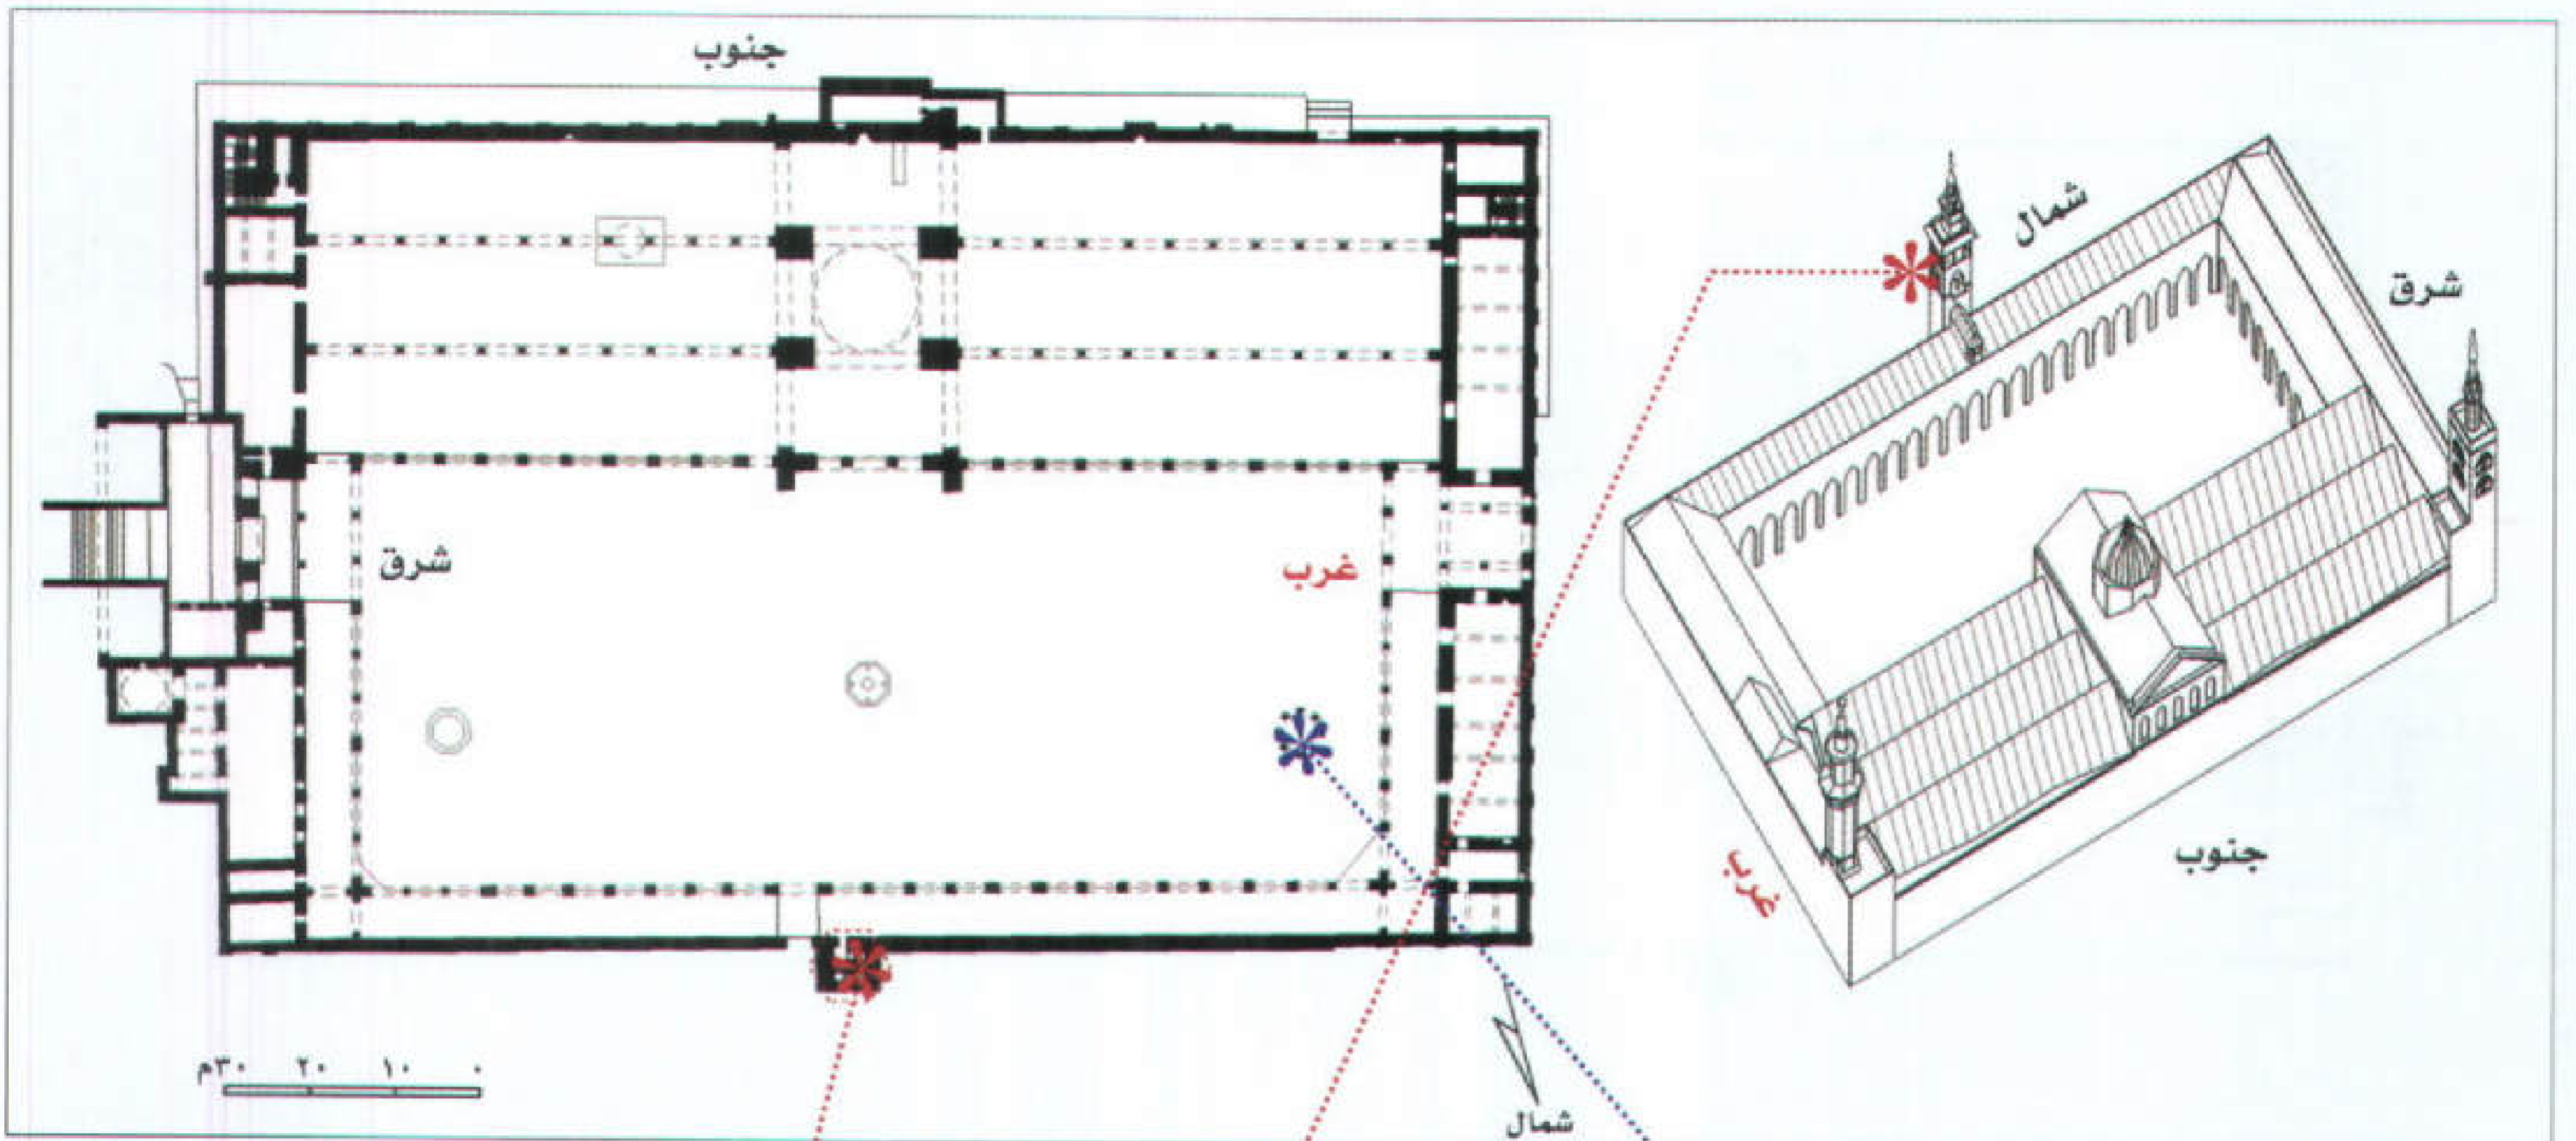 جنوب
شرق
غرب
٣٠م ٢٠ ١٠ ٠
شمال
شمال
شرق
جنوب
غرب